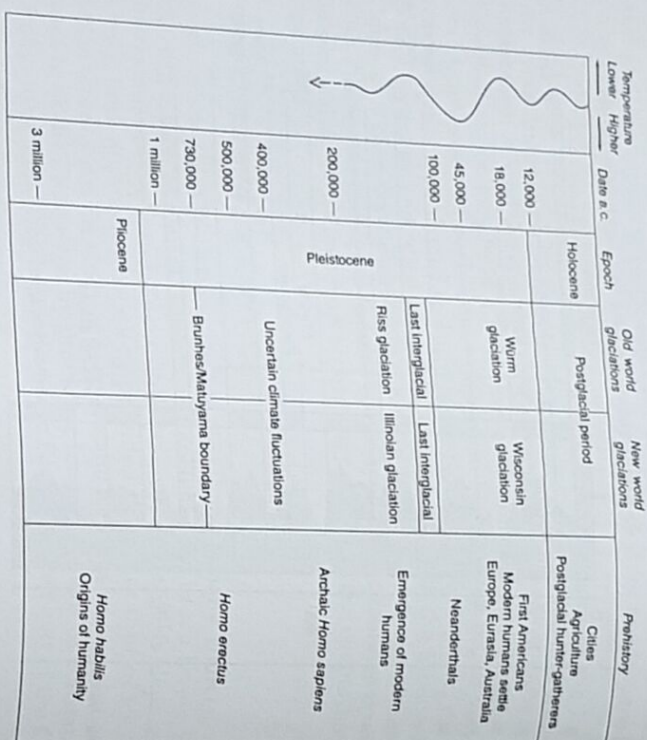 Temperature
Lower Higher
Date B.C.
Epoch
Old world
glaciations
New world
glaciations
Prehistory
12,000
18,000
45,000
100,000
200,000
400,000
500,000
730,000
1 million
3 million
Holocene
Pleistocene
Pliocene
Postglacial period
Würm
glaciation
Wisconsin
glaciation
Last interglacial
Last interglacial
Riss glaciation
Illinoian glaciation
Uncertain climate fluctuations
Brunhes/Matuyama boundary
Cities
Agriculture
Postglacial hunter-gatherers
First Americans
Modern humans settle
Europe, Eurasia, Australia
Neanderthals
Emergence of modern
humans
Archaic Homo sapiens
Homo erectus
Homo habilis
Origins of humanity